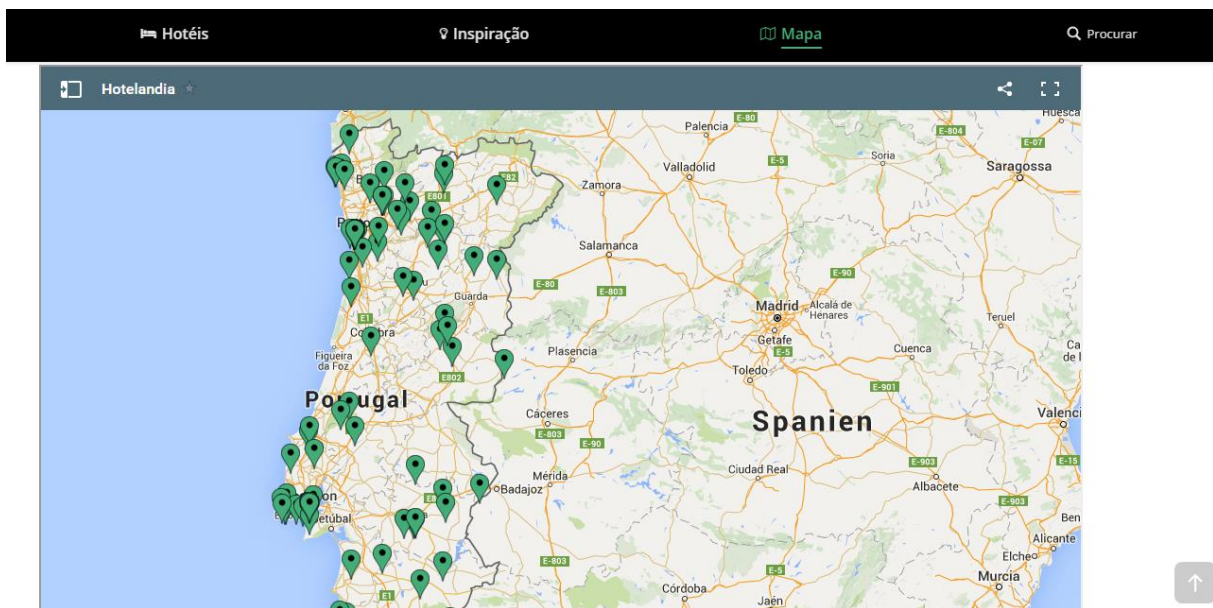 Hotéis
Inspiração
Mapa
Procurar
Hotelandia
E-80
Palencia
E-804
Huesca
E-07
Valladolid
E-5
Soria
Saragossa
E82
Zamora
E801
Salamanca
E-80
E-803
E-90
Guarda
Madrid
Alcalá de
Henares
Teruel
E1
Getafe
E-5
Cuenca
Figueira
da Foz
Plasencia
Toledo
E802
E-901
Portugal
Cáceres
E-803
E-90
Spanien
Valenci
E-15
Mérida
Badajoz
Ciudad Real
E-903
Albacete
E-903
Ben
Alicante
Elche
E-803
E-5
Murcia
Córdoba
Jaén
E1